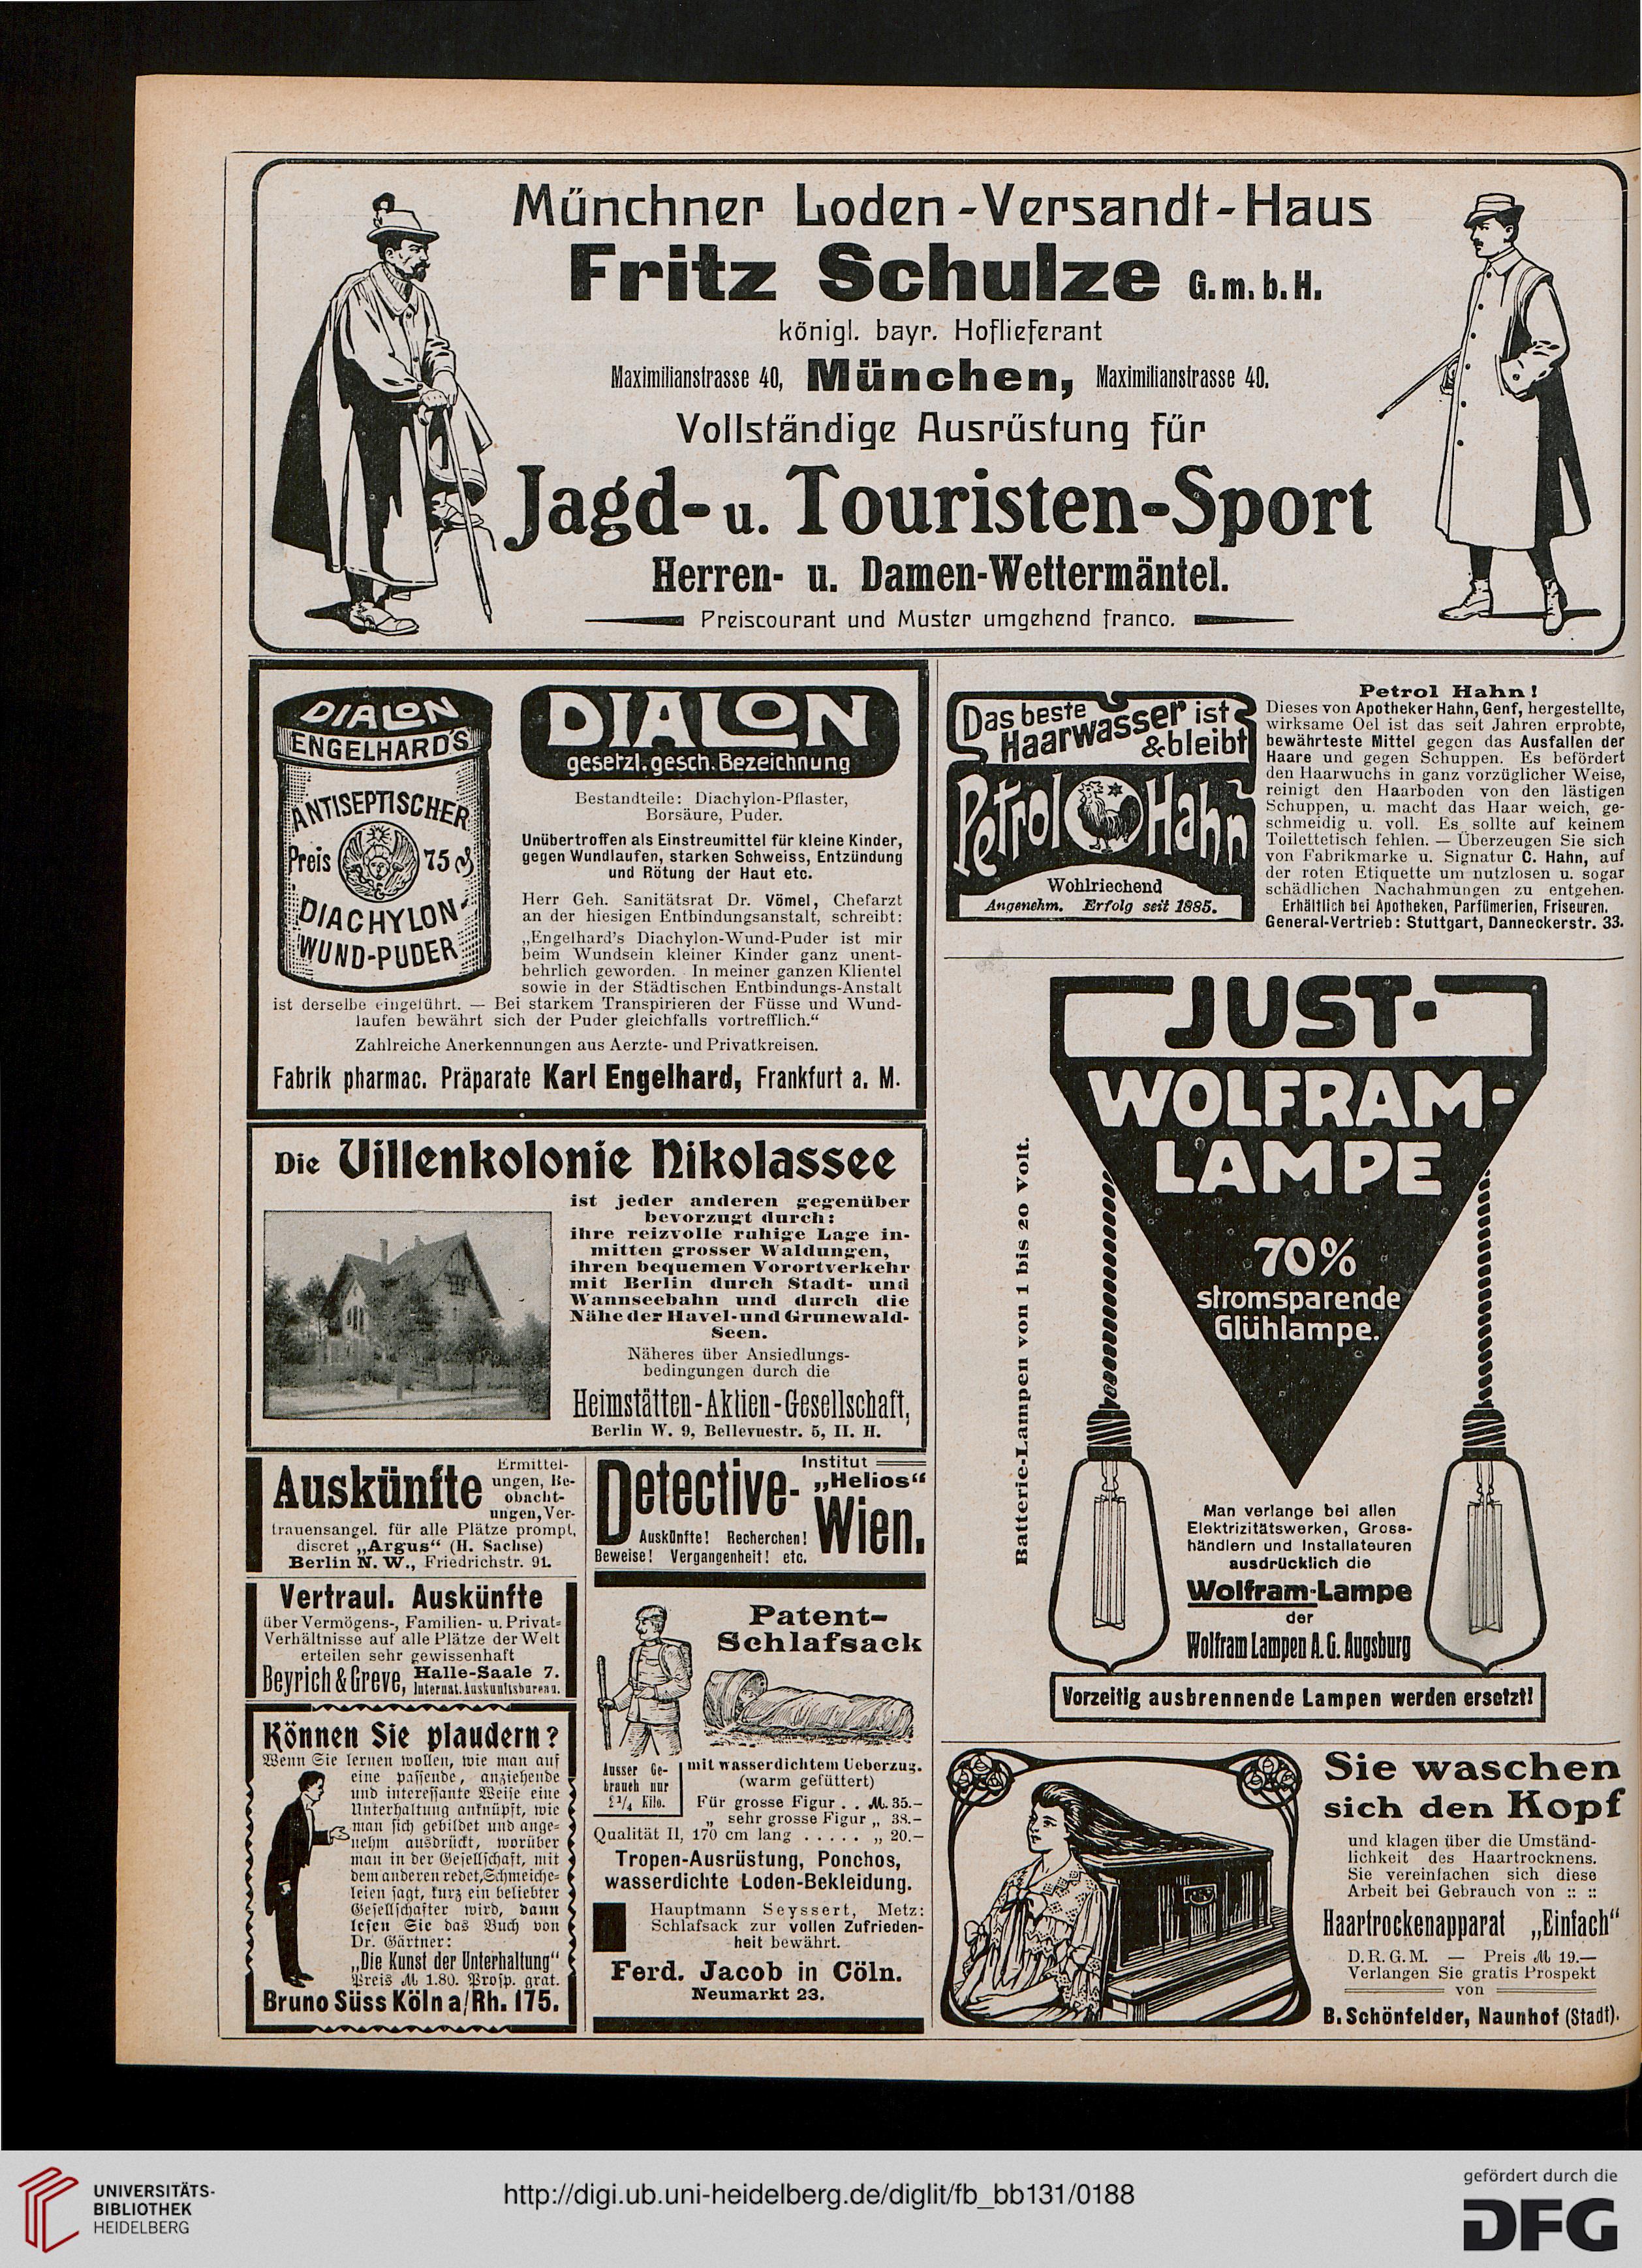 Münchner Loden-Versandt-Haus
Fritz Schulze G.m.b.H.
königl. bayr. Hoflieferant
Maximilianstrasse 40, München, Maximilianstrasse 40.
Vollständige Ausrüstung für
Jagd- u. Touristen-Sport
Herren- u. Damen-Wettermäntel.
Preiscourant und Muster umgehend franco.
DIALON
ENGELHARD'S
ANTISEPTISCHER
Preis 75 ₰
DIACHYLON-
WUND-PUDER
DIALON
gesetzl. gesch. Bezeichnung
Bestandteile: Diachylon-Pflaster,
Borsäure, Puder.
Unübertroffen als Einstreumittel für kleine Kinder,
gegen Wundlaufen, starken Schweiss, Entzündung
und Rötung der Haut etc.
Herr Geh. Sanitätsrat Dr. Vömel, Chefarzt
an der hiesigen Entbindungsanstalt, schreibt:
„Engelhard's Diachylon-Wund-Puder ist mir
beim Wundsein kleiner Kinder ganz unent-
behrlich geworden. In meiner ganzen Klientel
sowie in der Städtischen Entbindungs-Anstalt
ist derselbe eingeführt. — Bei starkem Transpirieren der Füsse und Wund-
laufen bewährt sich der Puder gleichfalls vortrefflich.“
Zahlreiche Anerkennungen aus Aerzte- und Privatkreisen.
Fabrik pharmac. Präparate Karl Engelhard, Frankfurt a. M.
Die Villenkolonie Nikolassee
ist jeder anderen gegenüber
bevorzugt durch:
ihre reizvolle ruhige Lage in-
mitten grosser Waldungen,
ihren bequemen Vorortverkehr
mit Berlin durch Stadt- und
Wannseebahn und durch die
Nähe der Havel-und Grunewald-
Seen.
Näheres über Ansiedlungs-
bedingungen durch die
Heimstätten-Aktien-Gesellschaft,
Berlin W. 9, Bellevuestr. 5, II. H.
Auskünfte Ermittel-
ungen, Be-
obacht-
ungen, Ver-
trauensangel. für alle Plätze prompt,
discret „Argus“ (H. Sachse)
Berlin N. W., Friedrichstr. 91.
Vertraul. Auskünfte
über Vermögens-, Familien- u. Privat-
Verhältnisse auf alle Plätze der Welt
erteilen sehr gewissenhaft
Beyrich & Greve, Halle-Saale 7.
Internat. Auskunftsbureau.
Können Sie plaudern?
Wenn Sie lernen wollen, wie man auf
eine passende, anziehende
und interessante Weise eine
Unterhaltung anknüpft, wie
man sich gebildet und ange-
nehm ausdrückt, worüber
man in der Gesellschaft, mit
dem anderen redet, Schmeiche-
leien sagt, kurz ein beliebter
Gesellschafter wird, dann
lesen Sie das Buch von
Dr. Gärtner:
„Die Kunst der Unterhaltung“
Preis ℳ 1.80. Prosp. grat.
Bruno Süss Köln a/Rh. 175.
Detective- Institut
„Helios“
Wien.
Auskünfte! Recherchen!
Beweise! Vergangenheit! etc.
Patent-
Schlafsack
Ausser Ge-
brauch nur
2¾ Kilo.
mit wasserdichtem Ueberzug.
(warm gefüttert)
Für grosse Figur . . ℳ. 35.–
„ sehr grosse Figur „ 38.–
Qualität II, 170 cm lang . . . . . „ 20.–
Tropen-Ausrüstung, Ponchos,
wasserdichte Loden-Bekleidung.
Hauptmann Seyssert, Metz:
Schlafsack zur vollen Zufrieden-
heit bewährt.
Ferd. Jacob in Cöln.
Neumarkt 23.
Das beste
Haarwasser ist
& bleibt
Petrol Hahn
Wohlriechend
Angenehm. Erfolg seit 1885.
Petrol Hahn!
Dieses von Apotheker Hahn, Genf, hergestellte,
wirksame Oel ist das seit Jahren erprobte,
bewährteste Mittel gegen das Ausfallen der
Haare und gegen Schuppen. Es befördert
den Haarwuchs in ganz vorzüglicher Weise,
reinigt den Haarboden von den lästigen
Schuppen, u. macht das Haar weich, ge-
schmeidig u. voll. Es sollte auf keinem
Toilettetisch fehlen. — Überzeugen Sie sich
von Fabrikmarke u. Signatur C. Hahn, auf
der roten Etiquette um nutzlosen u. sogar
schädlichen Nachahmungen zu entgehen.
Erhältlich bei Apotheken, Parfümerien, Friseuren.
General-Vertrieb: Stuttgart, Danneckerstr. 33.
JUST-
WOLFRAM-
LAMPE
70%
stromsparende
Glühlampe.
Batterie-Lampen von 1 bis 20 Volt.
Man verlange bei allen
Elektrizitätswerken, Gross-
händlern und Installateuren
ausdrücklich die
Wolfram-Lampe
der
Wolfram Lampen A.G. Augsburg
Vorzeitig ausbrennende Lampen werden ersetzt!
Sie waschen
sich den Kopf
und klagen über die Umständ-
lichkeit des Haartrocknens.
Sie vereinfachen sich diese
Arbeit bei Gebrauch von :: ::
Haartrockenapparat „Einfach“
D.R.G.M. — Preis ℳ 19.—
Verlangen Sie gratis Prospekt
von
B. Schönfelder, Naunhof (Stadt).
UNIVERSITÄTS-
BIBLIOTHEK
HEIDELBERG
http://digi.ub.uni-heidelberg.de/diglit/fb_bb131/0188
gefördert durch die
DFG